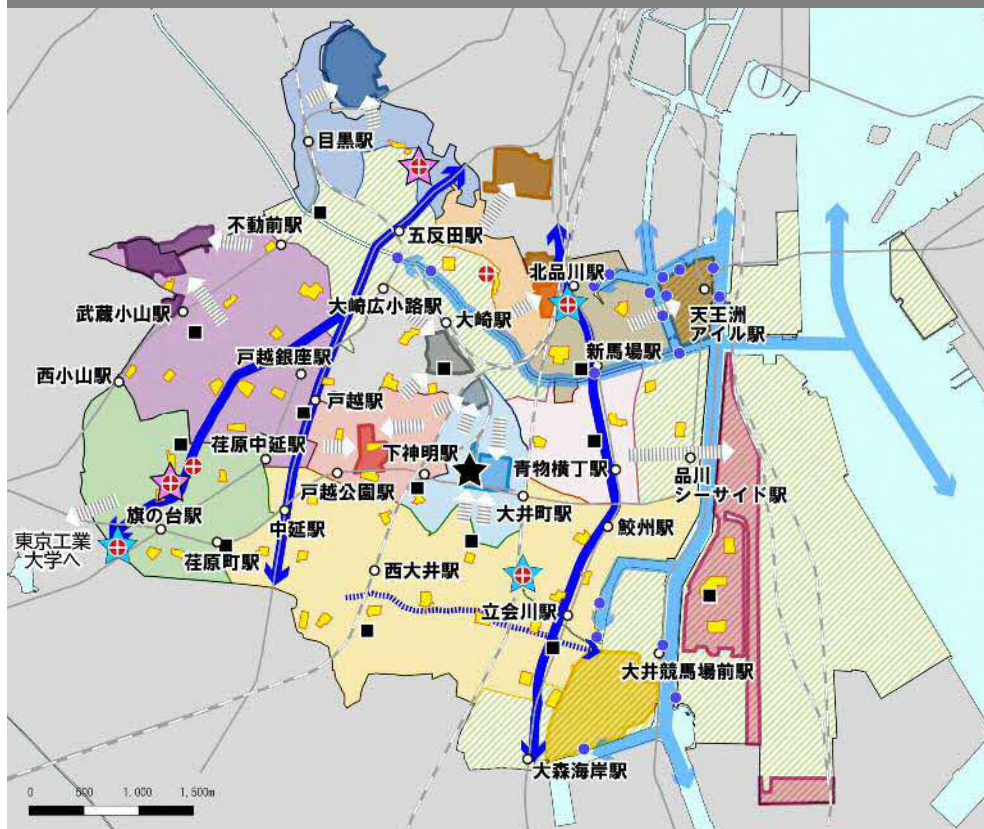 目黒駅
不動前駅
五反田駅
北品川駅
大崎広小路駅
大崎駅
天王洲
アイル駅
武蔵小山駅
戸越銀座駅
新馬場駅
西小山駅
戸越駅
荏原中延駅
下神明駅
青物横丁駅
品川
シーサイド駅
戸越公園駅
大井町駅
旗の台駅
中延駅
鮫州駅
東京工業
大学へ
荏原町駅
西大井駅
立会川駅
大井競馬場前駅
大森海岸駅
0 500 1,000 1,500m